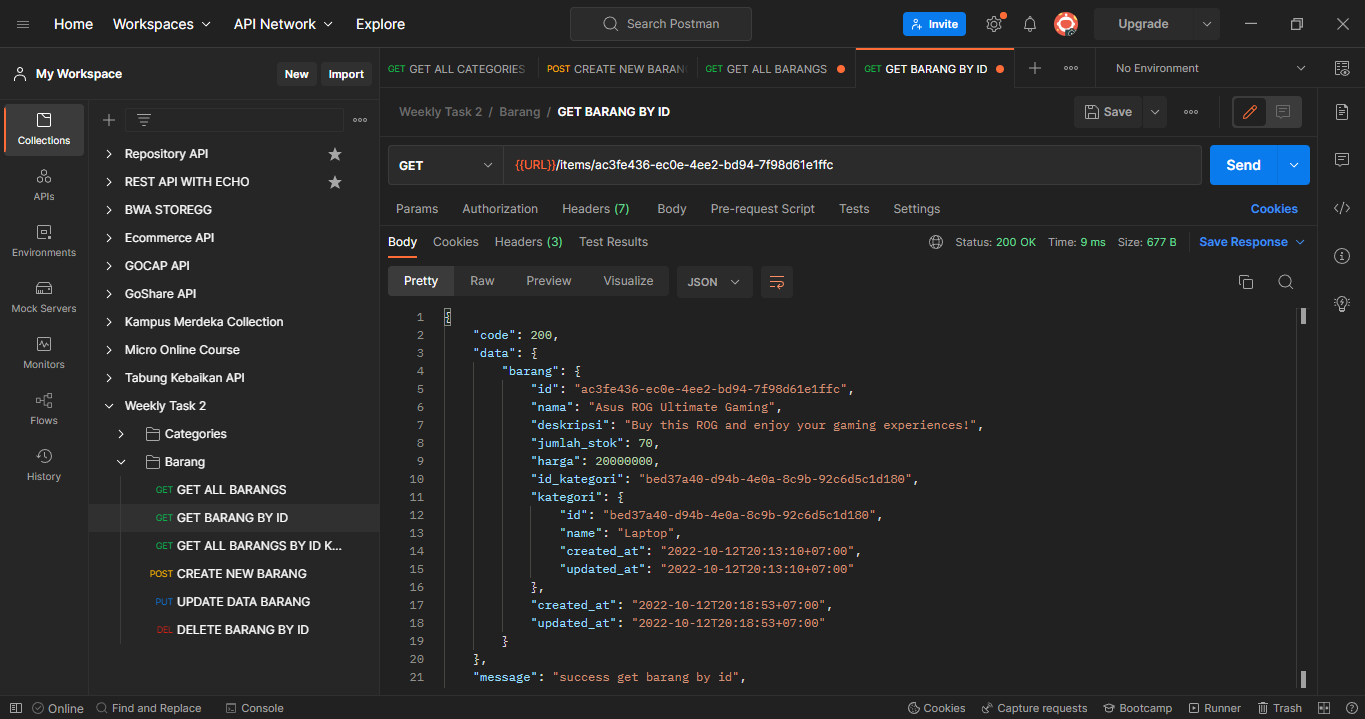 Home Workspaces API Network Explore Search Postman Invite Upgrade
My Workspace New Import
GET GET ALL CATEGORIES POST CREATE NEW BARAN GET GET ALL BARANGS GET GET BARANG BY ID No Environment
Weekly Task 2 / Barang / GET BARANG BY ID Save
Collections
APIs
Environments
Mock Servers
Monitors
Flows
History
Repository API
REST API WITH ECHO
BWA STOREGG
Ecommerce API
GOCAP API
GoShare API
Kampus Merdeka Collection
Micro Online Course
Tabung Kebaikan API
Weekly Task 2
Categories
Barang
GET GET ALL BARANGS
GET GET BARANG BY ID
GET GET ALL BARANGS BY ID K...
POST CREATE NEW BARANG
PUT UPDATE DATA BARANG
DEL DELETE BARANG BY ID
GET {{URL}}/items/ac3fe436-ec0e-4ee2-bd94-7f98d61e1ffc Send
Params Authorization Headers (7) Body Pre-request Script Tests Settings Cookies
Body Cookies Headers (3) Test Results Status: 200 OK Time: 9 ms Size: 677 B Save Response
Pretty Raw Preview Visualize JSON
1 {
2 "code": 200,
3 "data": {
4 "barang": {
5 "id": "ac3fe436-ec0e-4ee2-bd94-7f98d61e1ffc",
6 "nama": "Asus ROG Ultimate Gaming",
7 "deskripsi": "Buy this ROG and enjoy your gaming experiences!",
8 "jumlah_stok": 70,
9 "harga": 20000000,
10 "id_kategori": "bed37a40-d94b-4e0a-8c9b-92c6d5c1d180",
11 "kategori": {
12 "id": "bed37a40-d94b-4e0a-8c9b-92c6d5c1d180",
13 "name": "Laptop",
14 "created_at": "2022-10-12T20:13:10+07:00",
15 "updated_at": "2022-10-12T20:13:10+07:00"
16 },
17 "created_at": "2022-10-12T20:18:53+07:00",
18 "updated_at": "2022-10-12T20:18:53+07:00"
19 }
20 },
21 "message": "success get barang by id",
Online Find and Replace Console Cookies Capture requests Bootcamp Runner Trash